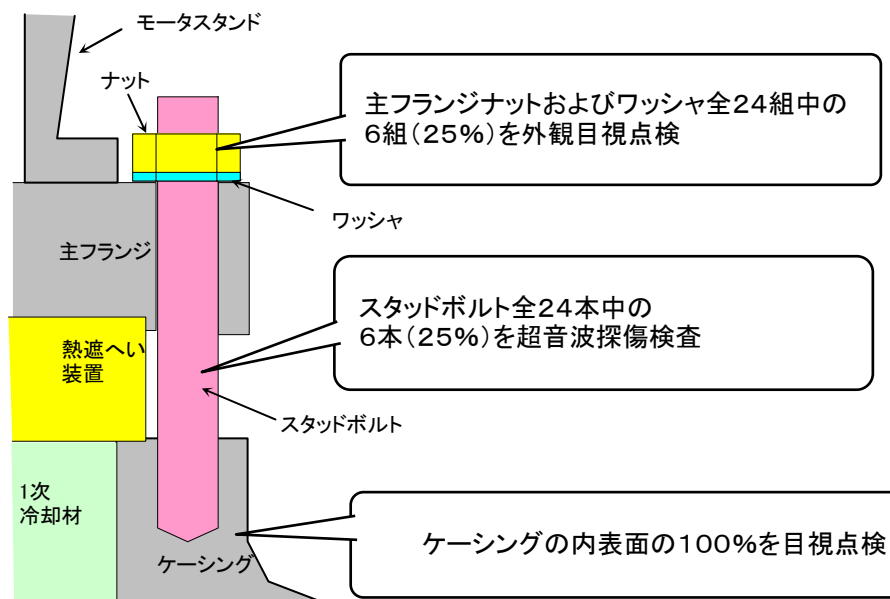 モータスタンド
ナット
主フランジナットおよびワッシャ全24組中の
6組(25%)を外観目視点検
ワッシャ
主フランジ
スタッドボルト全24本中の
6本(25%)を超音波探傷検査
熱遮へい
装置
スタッドボルト
1次
冷却材
ケーシングの内表面の100%を目視点検
ケーシング